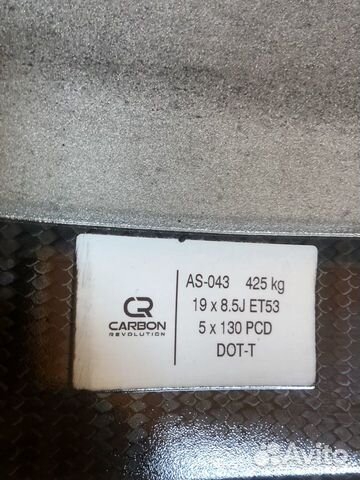 CR
CARBON
REVOLUTION
AS-043 425 kg
19 x 8.5J ET53
5 x 130 PCD
DOT-T
Avito